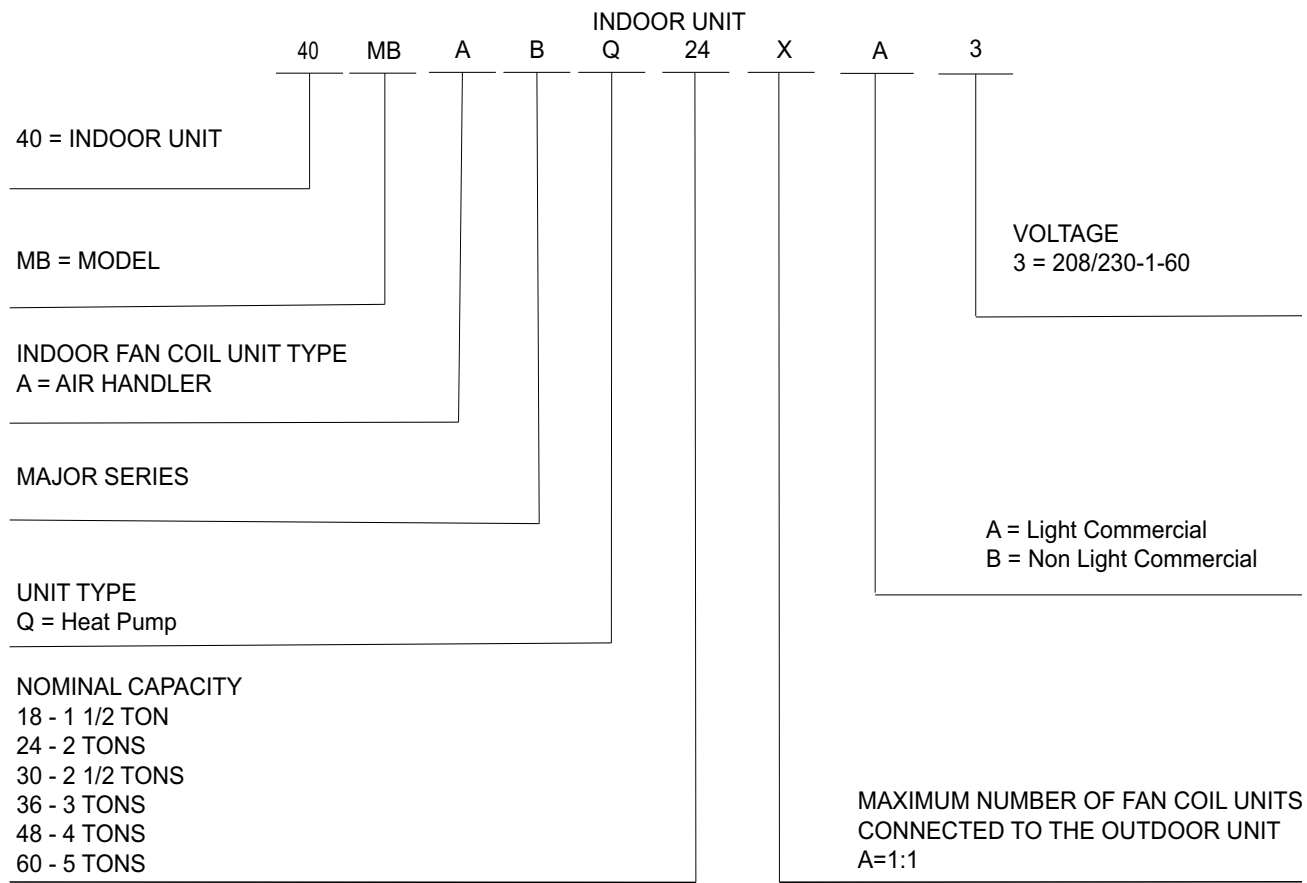 INDOOR UNIT
40 MB A B Q 24 X A 3
40 = INDOOR UNIT
MB = MODEL
INDOOR FAN COIL UNIT TYPE
A = AIR HANDLER
MAJOR SERIES
UNIT TYPE
Q = Heat Pump
NOMINAL CAPACITY
18 - 1 1/2 TON
24 - 2 TONS
30 - 2 1/2 TONS
36 - 3 TONS
48 - 4 TONS
60 - 5 TONS
VOLTAGE
3 = 208/230-1-60
A = Light Commercial
B = Non Light Commercial
MAXIMUM NUMBER OF FAN COIL UNITS
CONNECTED TO THE OUTDOOR UNIT
A=1:1